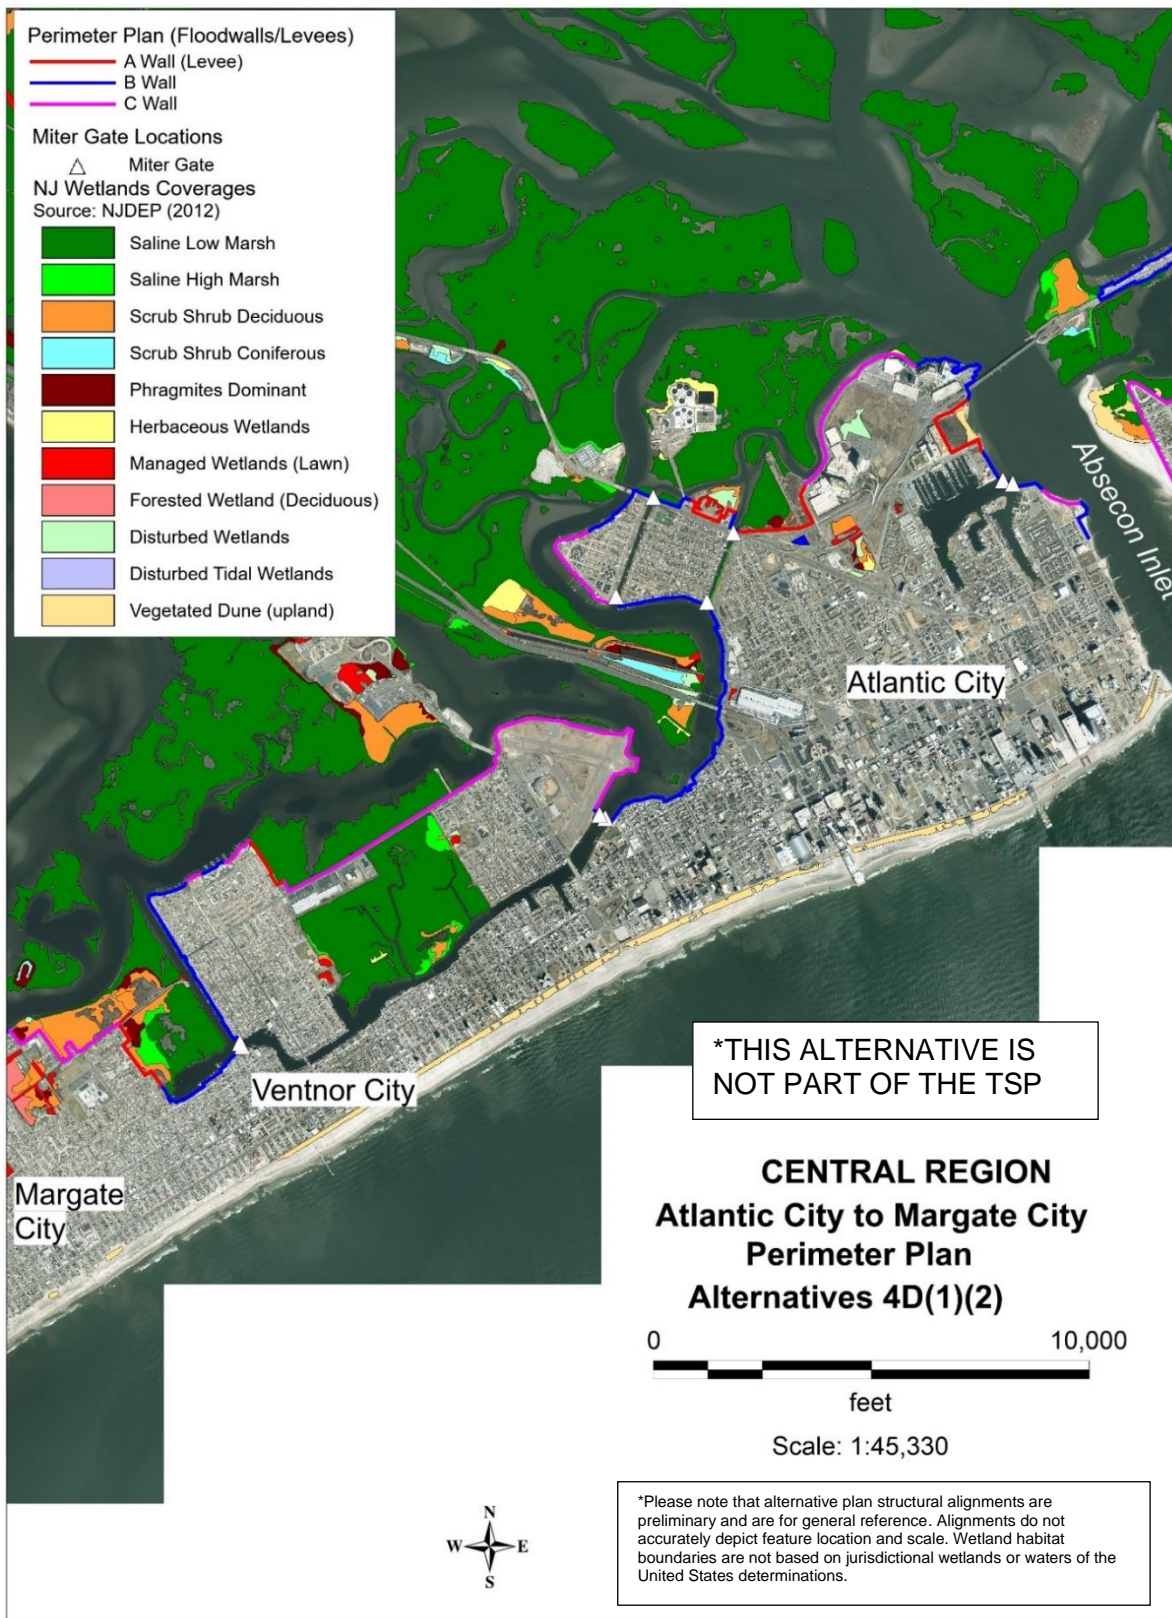 Perimeter Plan (Floodwalls/Levees)
A Wall (Levee)
B Wall
C Wall
Miter Gate Locations
Miter Gate
NJ Wetlands Coverages
Source: NJDEP (2012)
Saline Low Marsh
Saline High Marsh
Scrub Shrub Deciduous
Scrub Shrub Coniferous
Phragmites Dominant
Herbaceous Wetlands
Managed Wetlands (Lawn)
Forested Wetland (Deciduous)
Disturbed Wetlands
Disturbed Tidal Wetlands
Vegetated Dune (upland)
Absecon Inlet
Atlantic City
Ventnor City
Margate
City
*THIS ALTERNATIVE IS
NOT PART OF THE TSP
CENTRAL REGION
Atlantic City to Margate City
Perimeter Plan
Alternatives 4D(1)(2)
0 10,000
feet
Scale: 1:45,330
N
W E
S
*Please note that alternative plan structural alignments are
preliminary and are for general reference. Alignments do not
accurately depict feature location and scale. Wetland habitat
boundaries are not based on jurisdictional wetlands or waters of the
United States determinations.